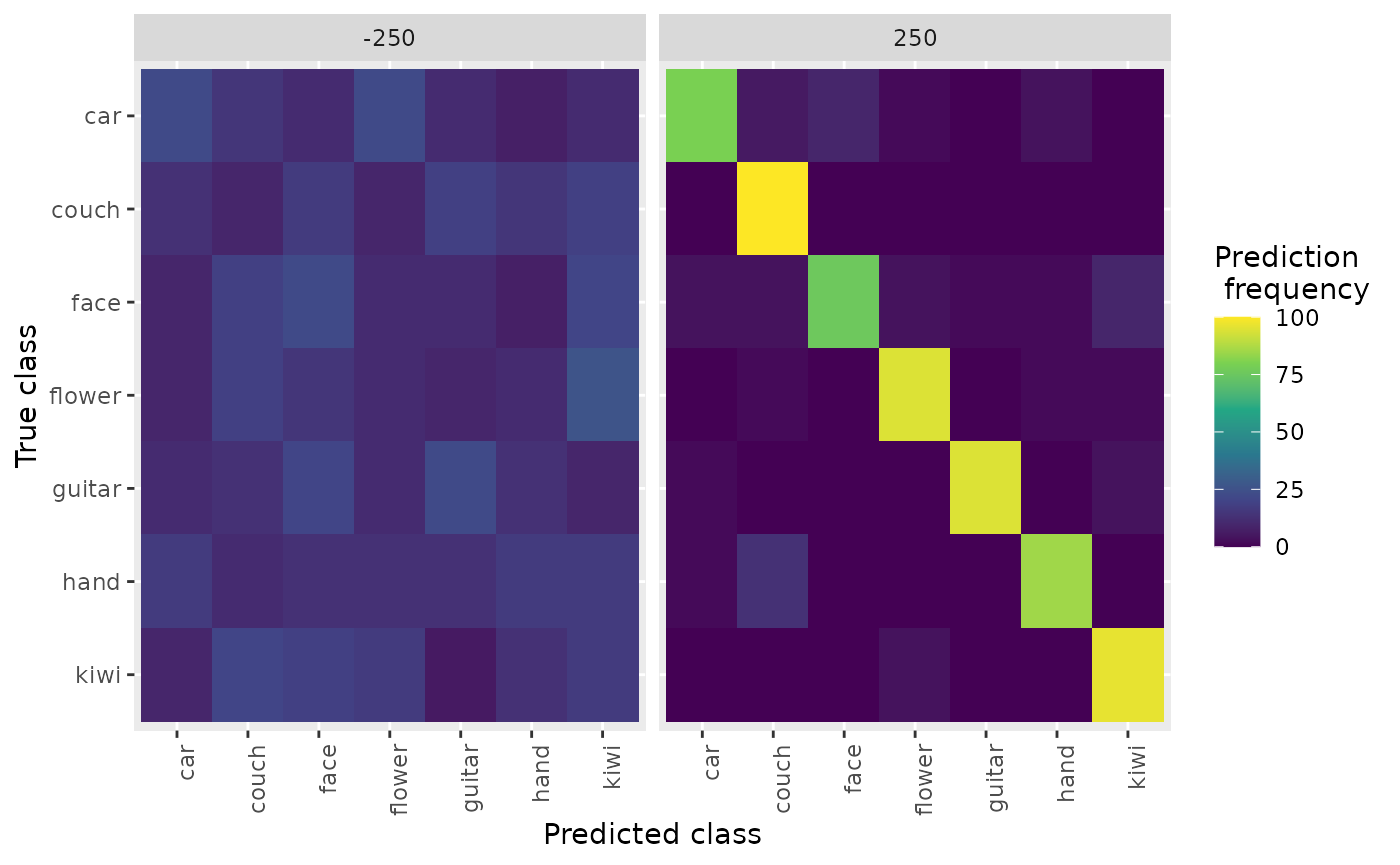 -250
250
car
couch
face
flower
guitar
hand
kiwi
True class
car
couch
face
flower
guitar
hand
kiwi
car
couch
face
flower
guitar
hand
kiwi
Predicted class
Prediction
frequency
100
75
50
25
0